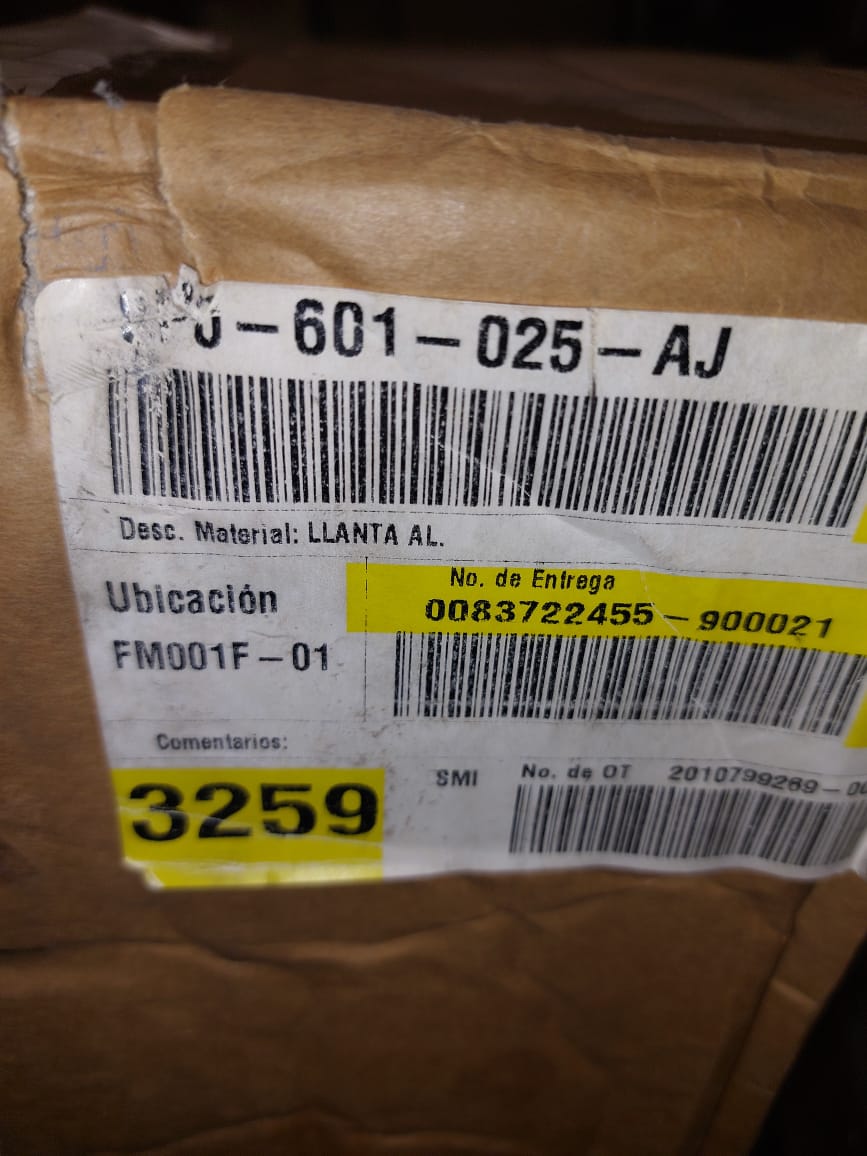 -601-025-AJ
Desc. Material: LLANTA AL.
No. de Entrega
Ubicación
0083722455-900021
FM001F-01
Comentarios:
SMI No. de OT 2010799269-00
3259